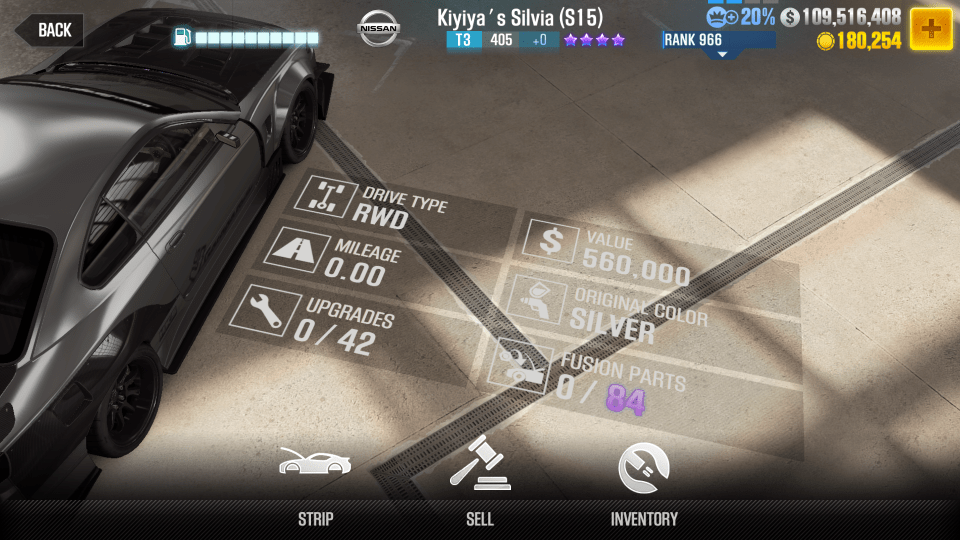 BACK
NISSAN
Kiyiya´s Silvia (S15)
T3 405 +0
20%
RANK 966
$ 109,516,408
180,254
DRIVE TYPE
RWD
MILEAGE
0.00
UPGRADES
0 / 42
$
VALUE
560,000
ORIGINAL COLOR
SILVER
FUSION PARTS
0 / 84
STRIP
SELL
INVENTORY